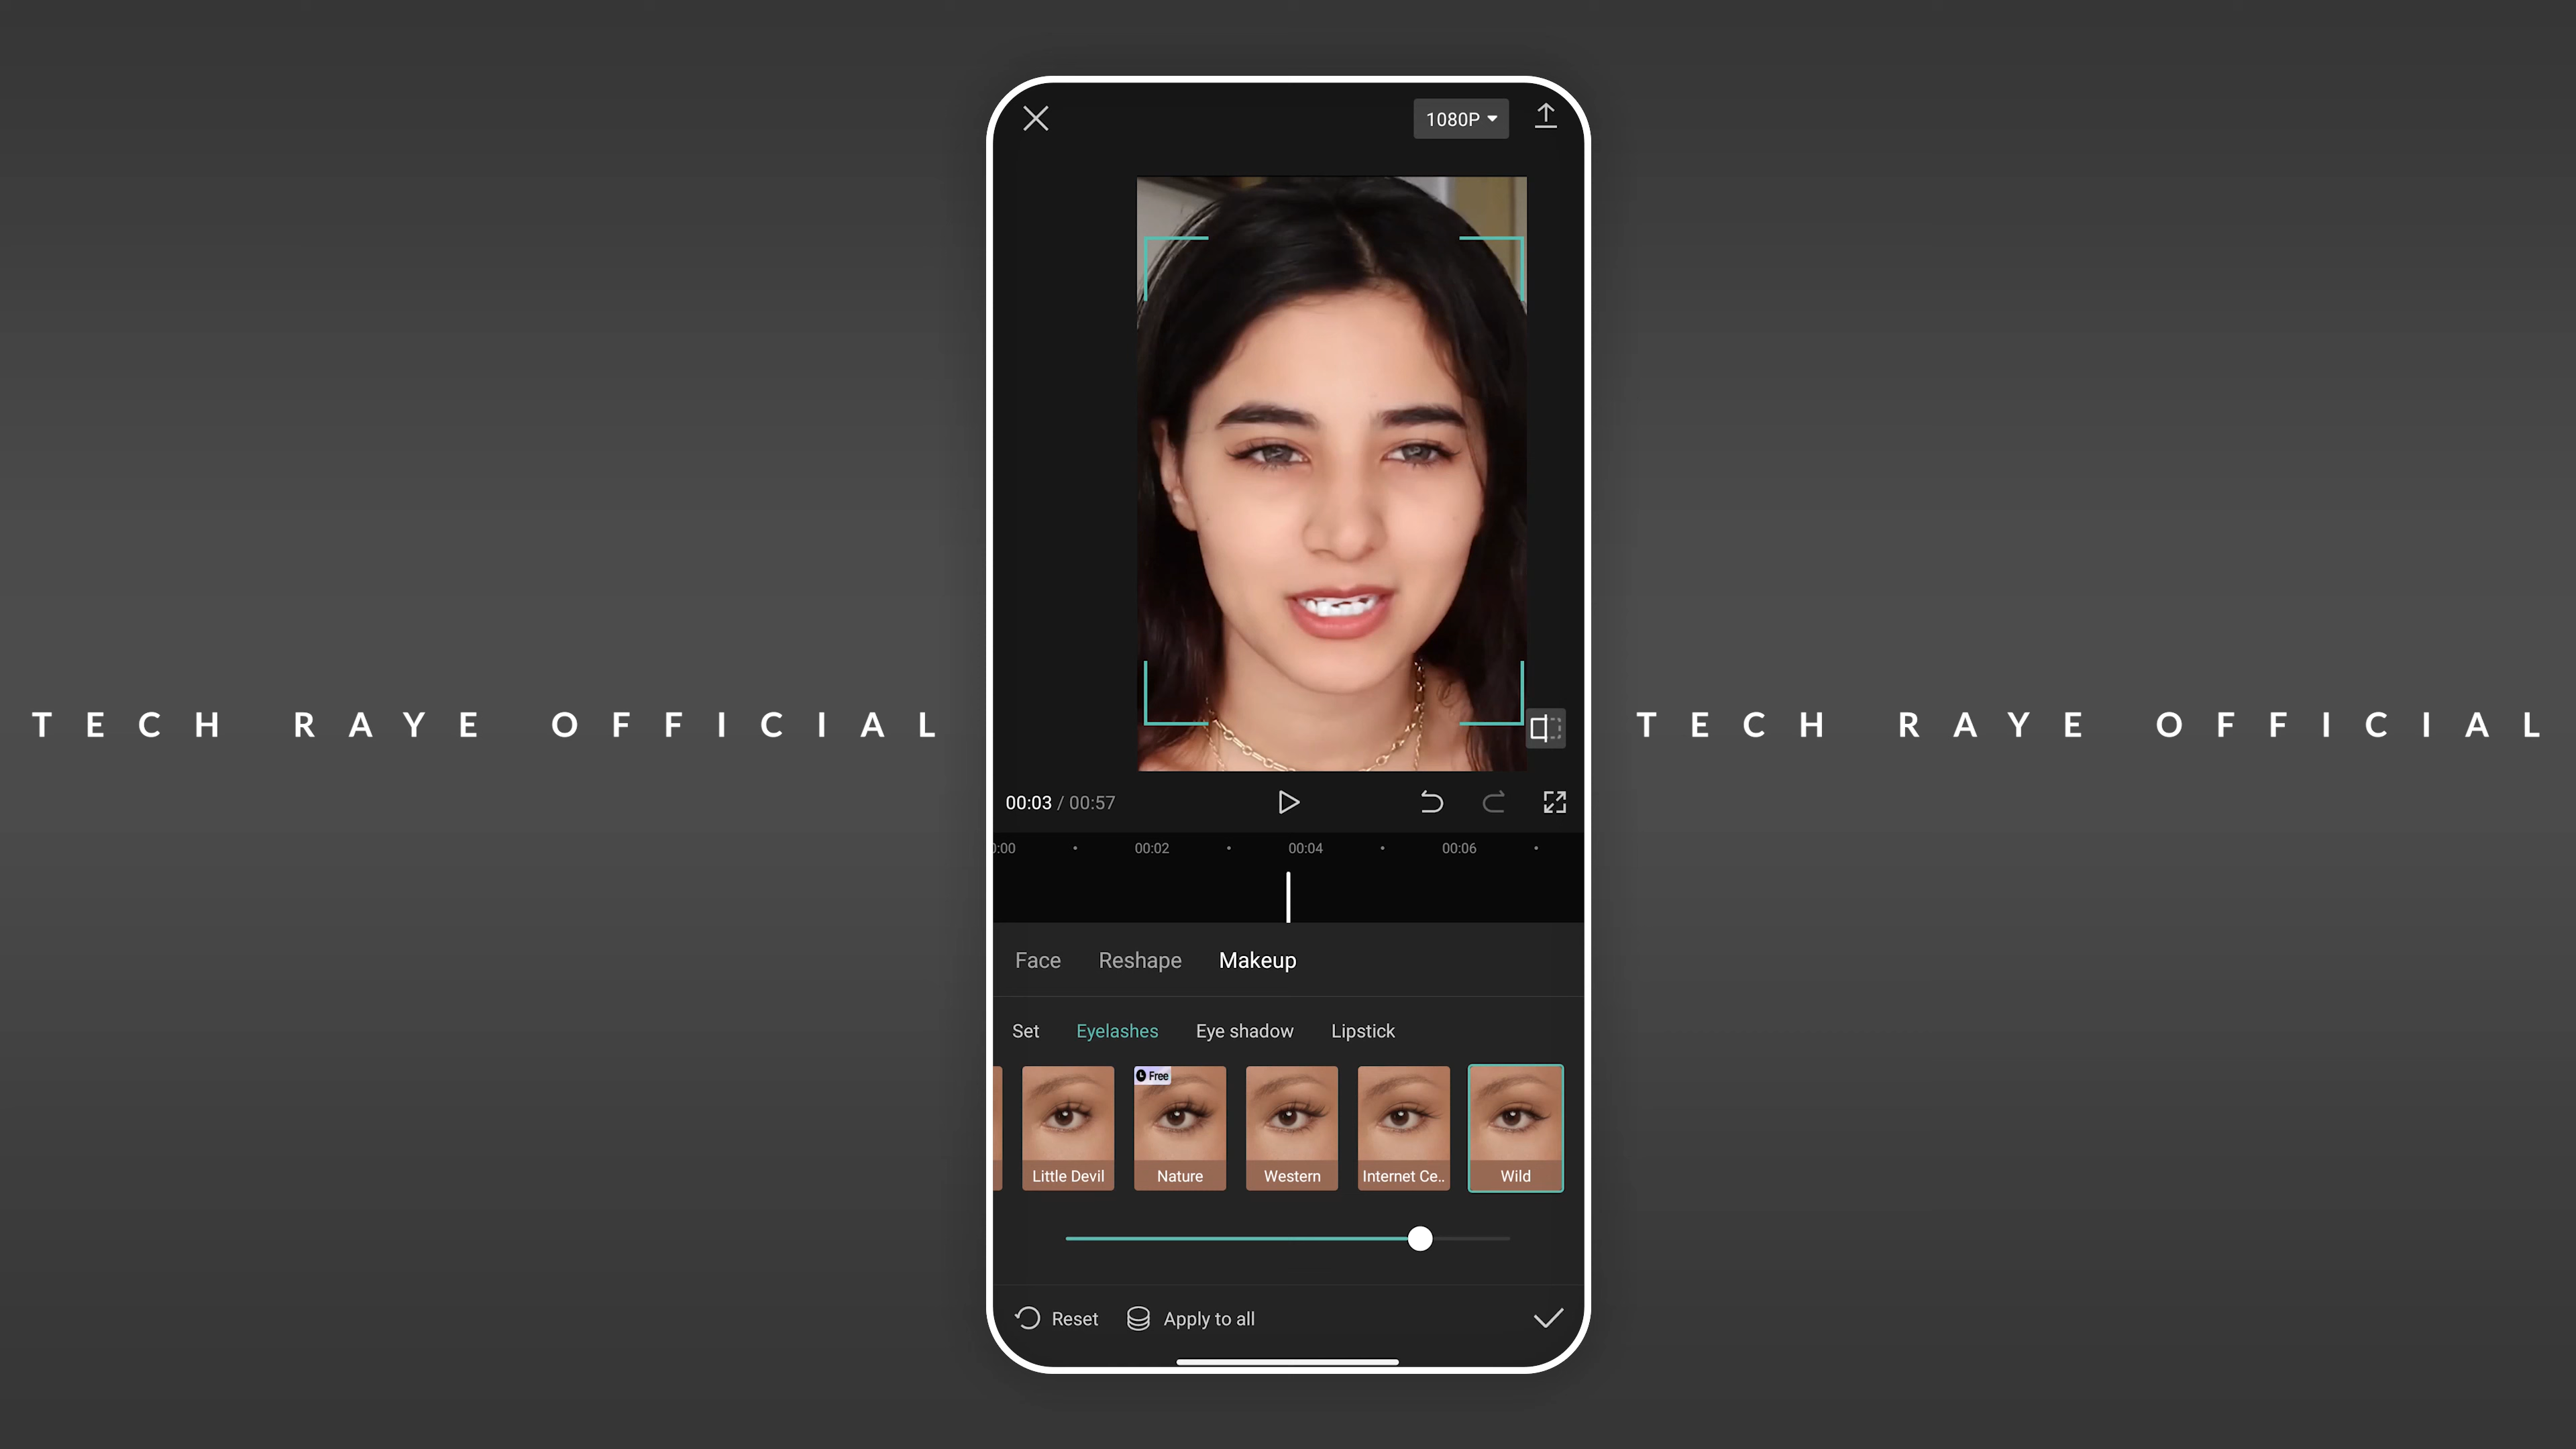 1080P
TECH RAYE OFFICIAL
TECH RAYE OFFICIAL
00:03 / 00:57
0:00 00:02 00:04 00:06
Face Reshape Makeup
Set Eyelashes Eye shadow Lipstick
Free
Little Devil Nature Western Internet Ce.. Wild
Reset Apply to all